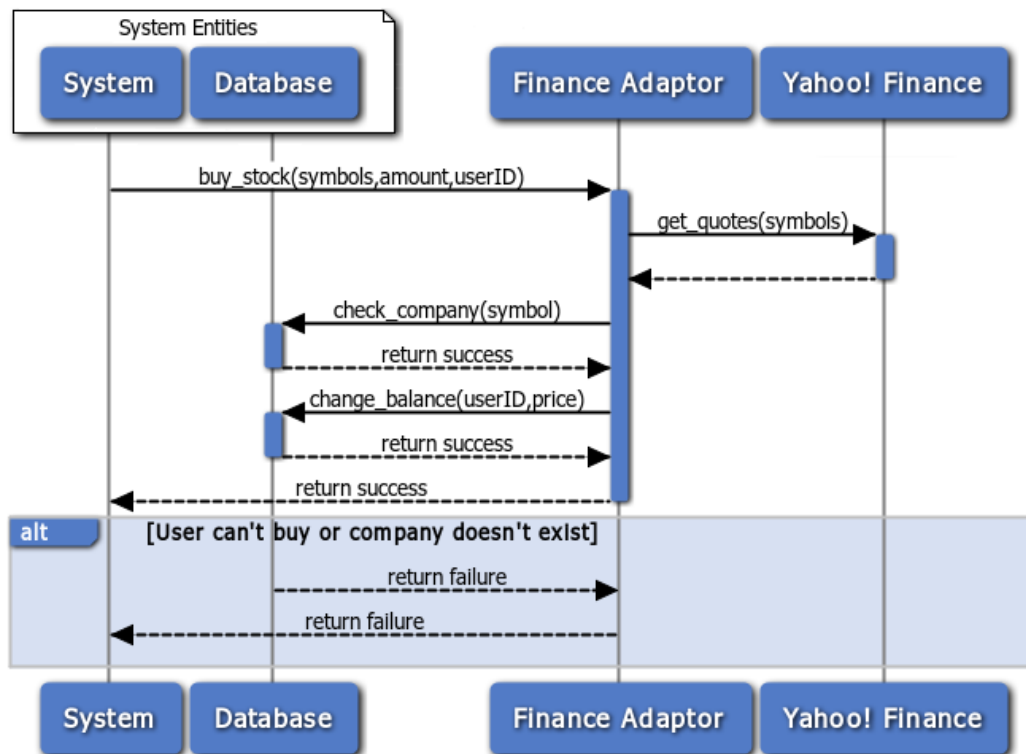 System Entities
System
Database
Finance Adaptor
Yahoo! Finance
buy_stock(symbols,amount,userID)
get_quotes(symbols)
check_company(symbol)
return success
change_balance(userID,price)
return success
return success
alt
[User can't buy or company doesn't exist]
return failure
return failure
System
Database
Finance Adaptor
Yahoo! Finance